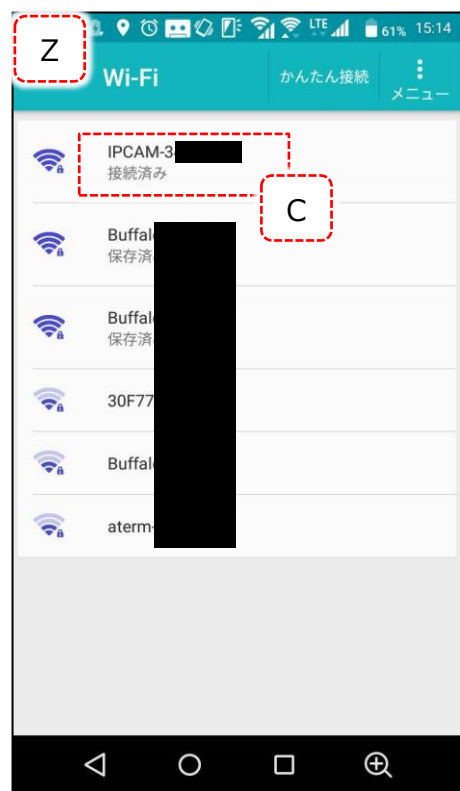 Z
LTE 61% 15:14
Wi-Fi
かんたん接続
メニュー
IPCAM-3
接続済み
C
Buffal
保存済
Buffal
保存済
30F77
Buffal
aterm-